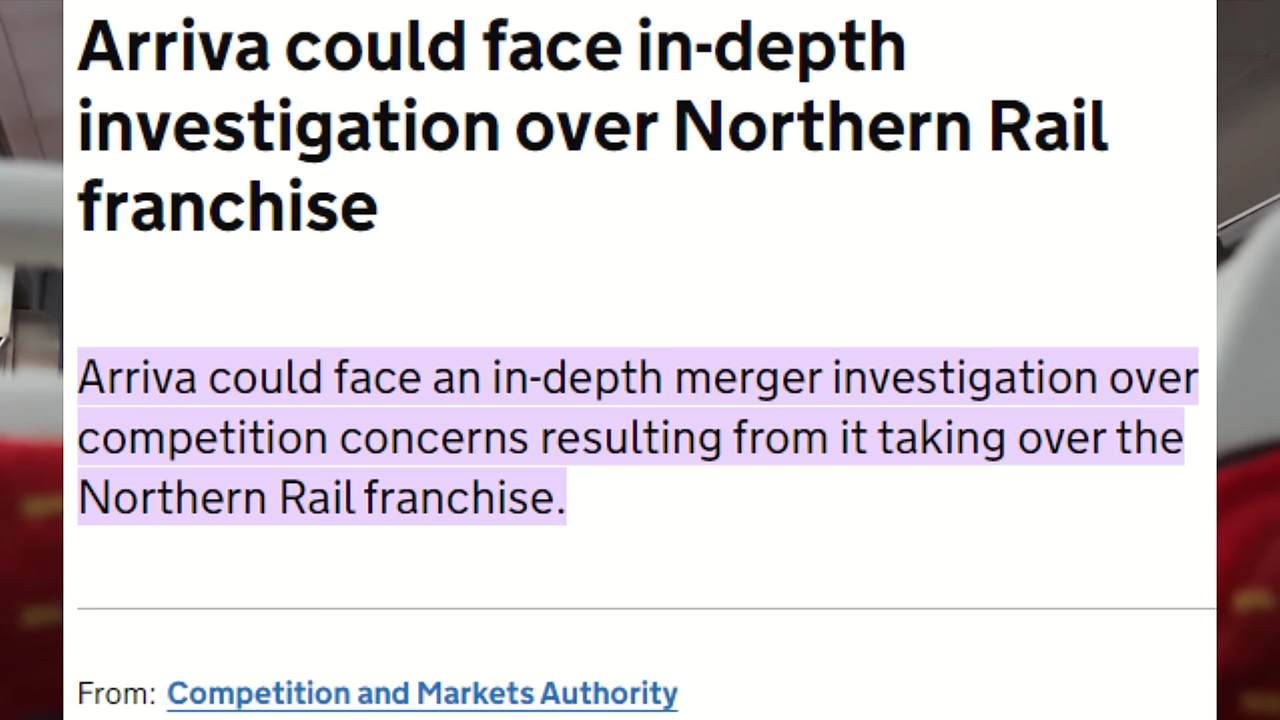 Arriva could face in-depth
investigation over Northern Rail
franchise
Arriva could face an in-depth merger investigation over
competition concerns resulting from it taking over the
Northern Rail franchise.
From: Competition and Markets Authority